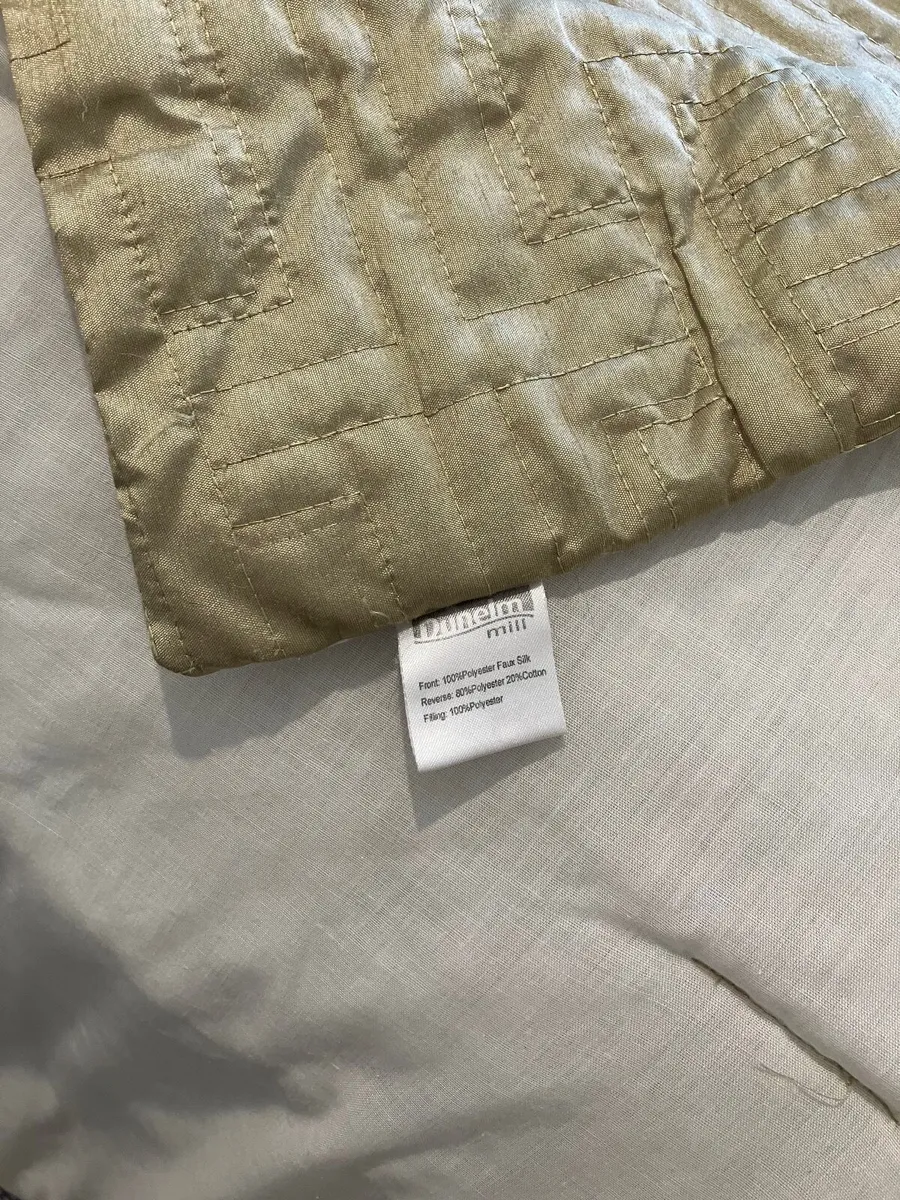 Dunelm
mill
Front: 100%Polyester Faux Silk
Reverse: 80%Polyester 20%Cotton
Filling: 100%Polyester